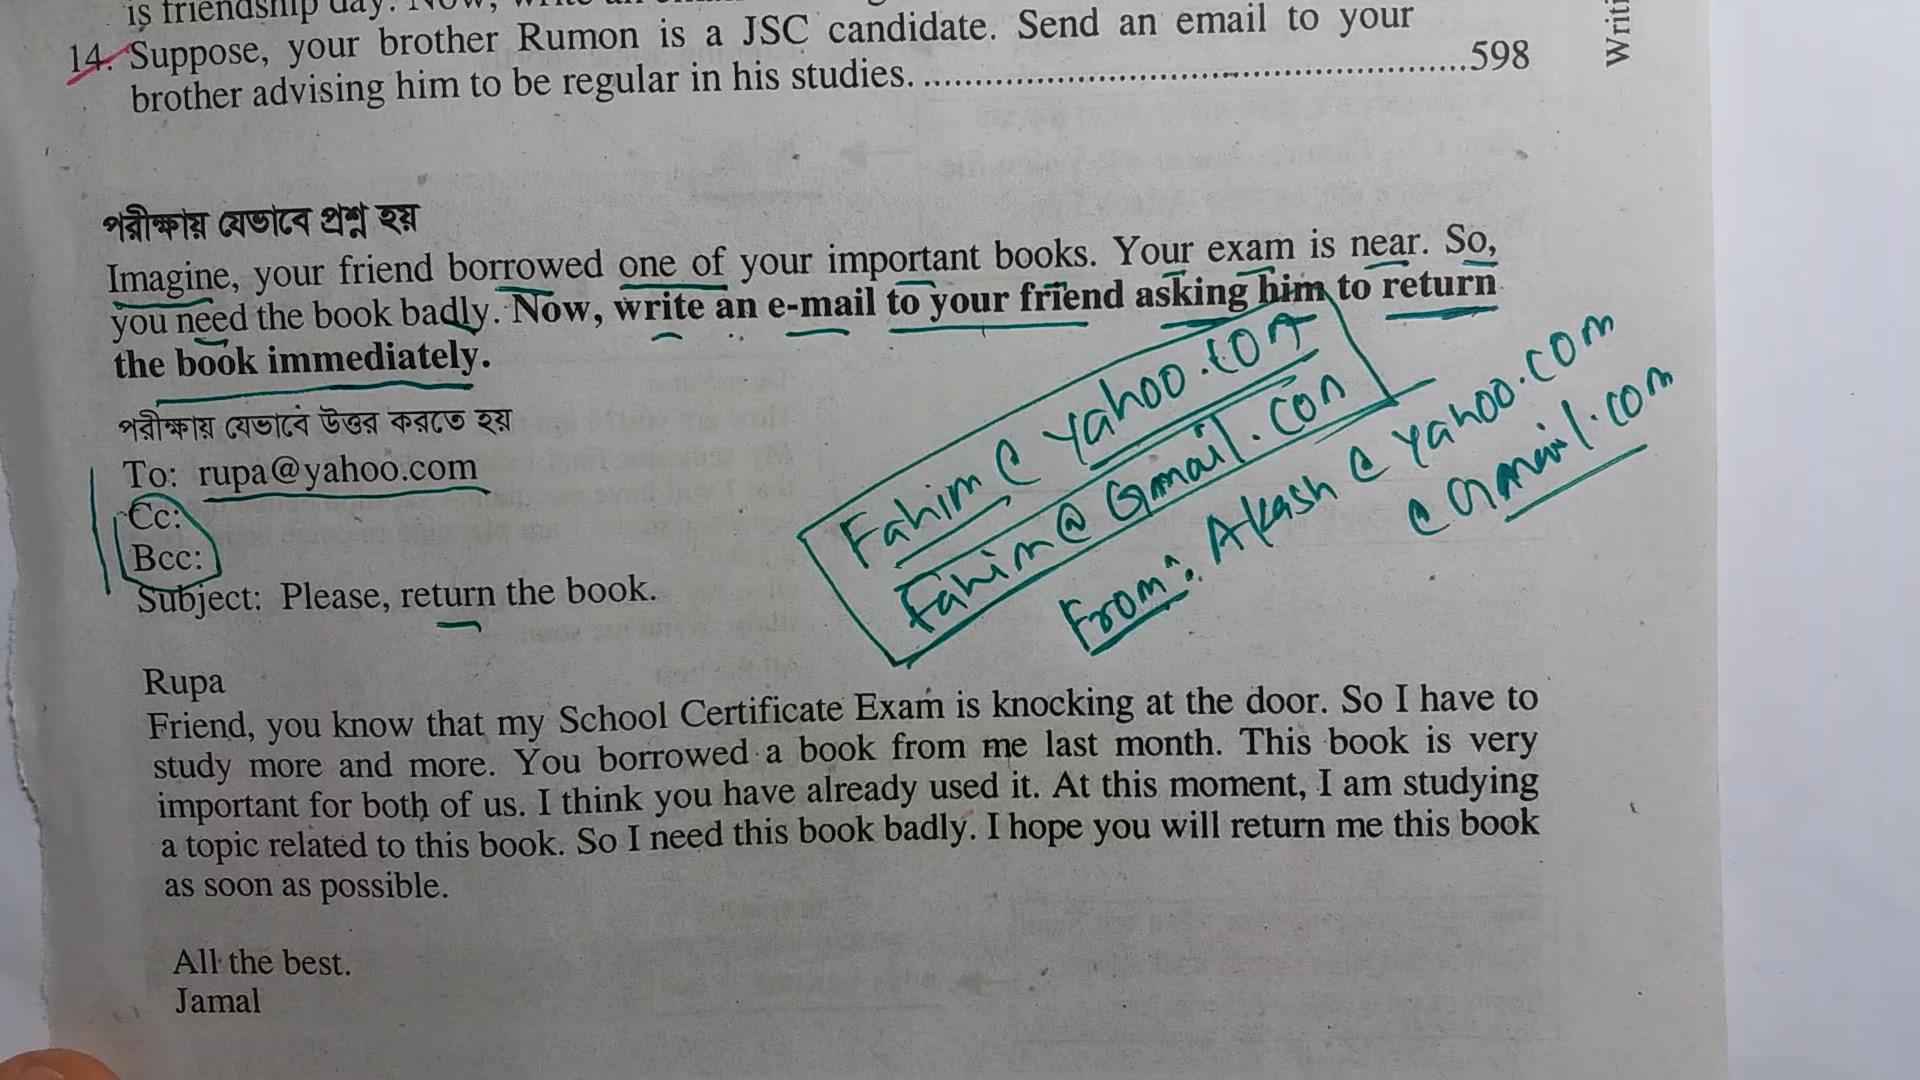 is friendship day. Now, write an
14. Suppose, your brother Rumon is a JSC candidate. Send an email to your
brother advising him to be regular in his studies. ..........598
Writi
পরীক্ষায় যেভাবে প্রশ্ন হয়
Imagine, your friend borrowed one of your important books. Your exam is near. So,
you need the book badly. Now, write an e-mail to your friend asking him to return
the book immediately.
পরীক্ষায় যেভাবে উত্তর করতে হয়
To: rupa@yahoo.com
Cc:
Bcc:
Subject: Please, return the book.
Fahim @ Yahoo.com
Fahim @ Gmail.com
From: Akash @ Yahoo.com
@ Gmail.com
Rupa
Friend, you know that my School Certificate Exam is knocking at the door. So I have to
study more and more. You borrowed a book from me last month. This book is very
important for both of us. I think you have already used it. At this moment, I am studying
a topic related to this book. So I need this book badly. I hope you will return me this book
as soon as possible.
All the best.
Jamal